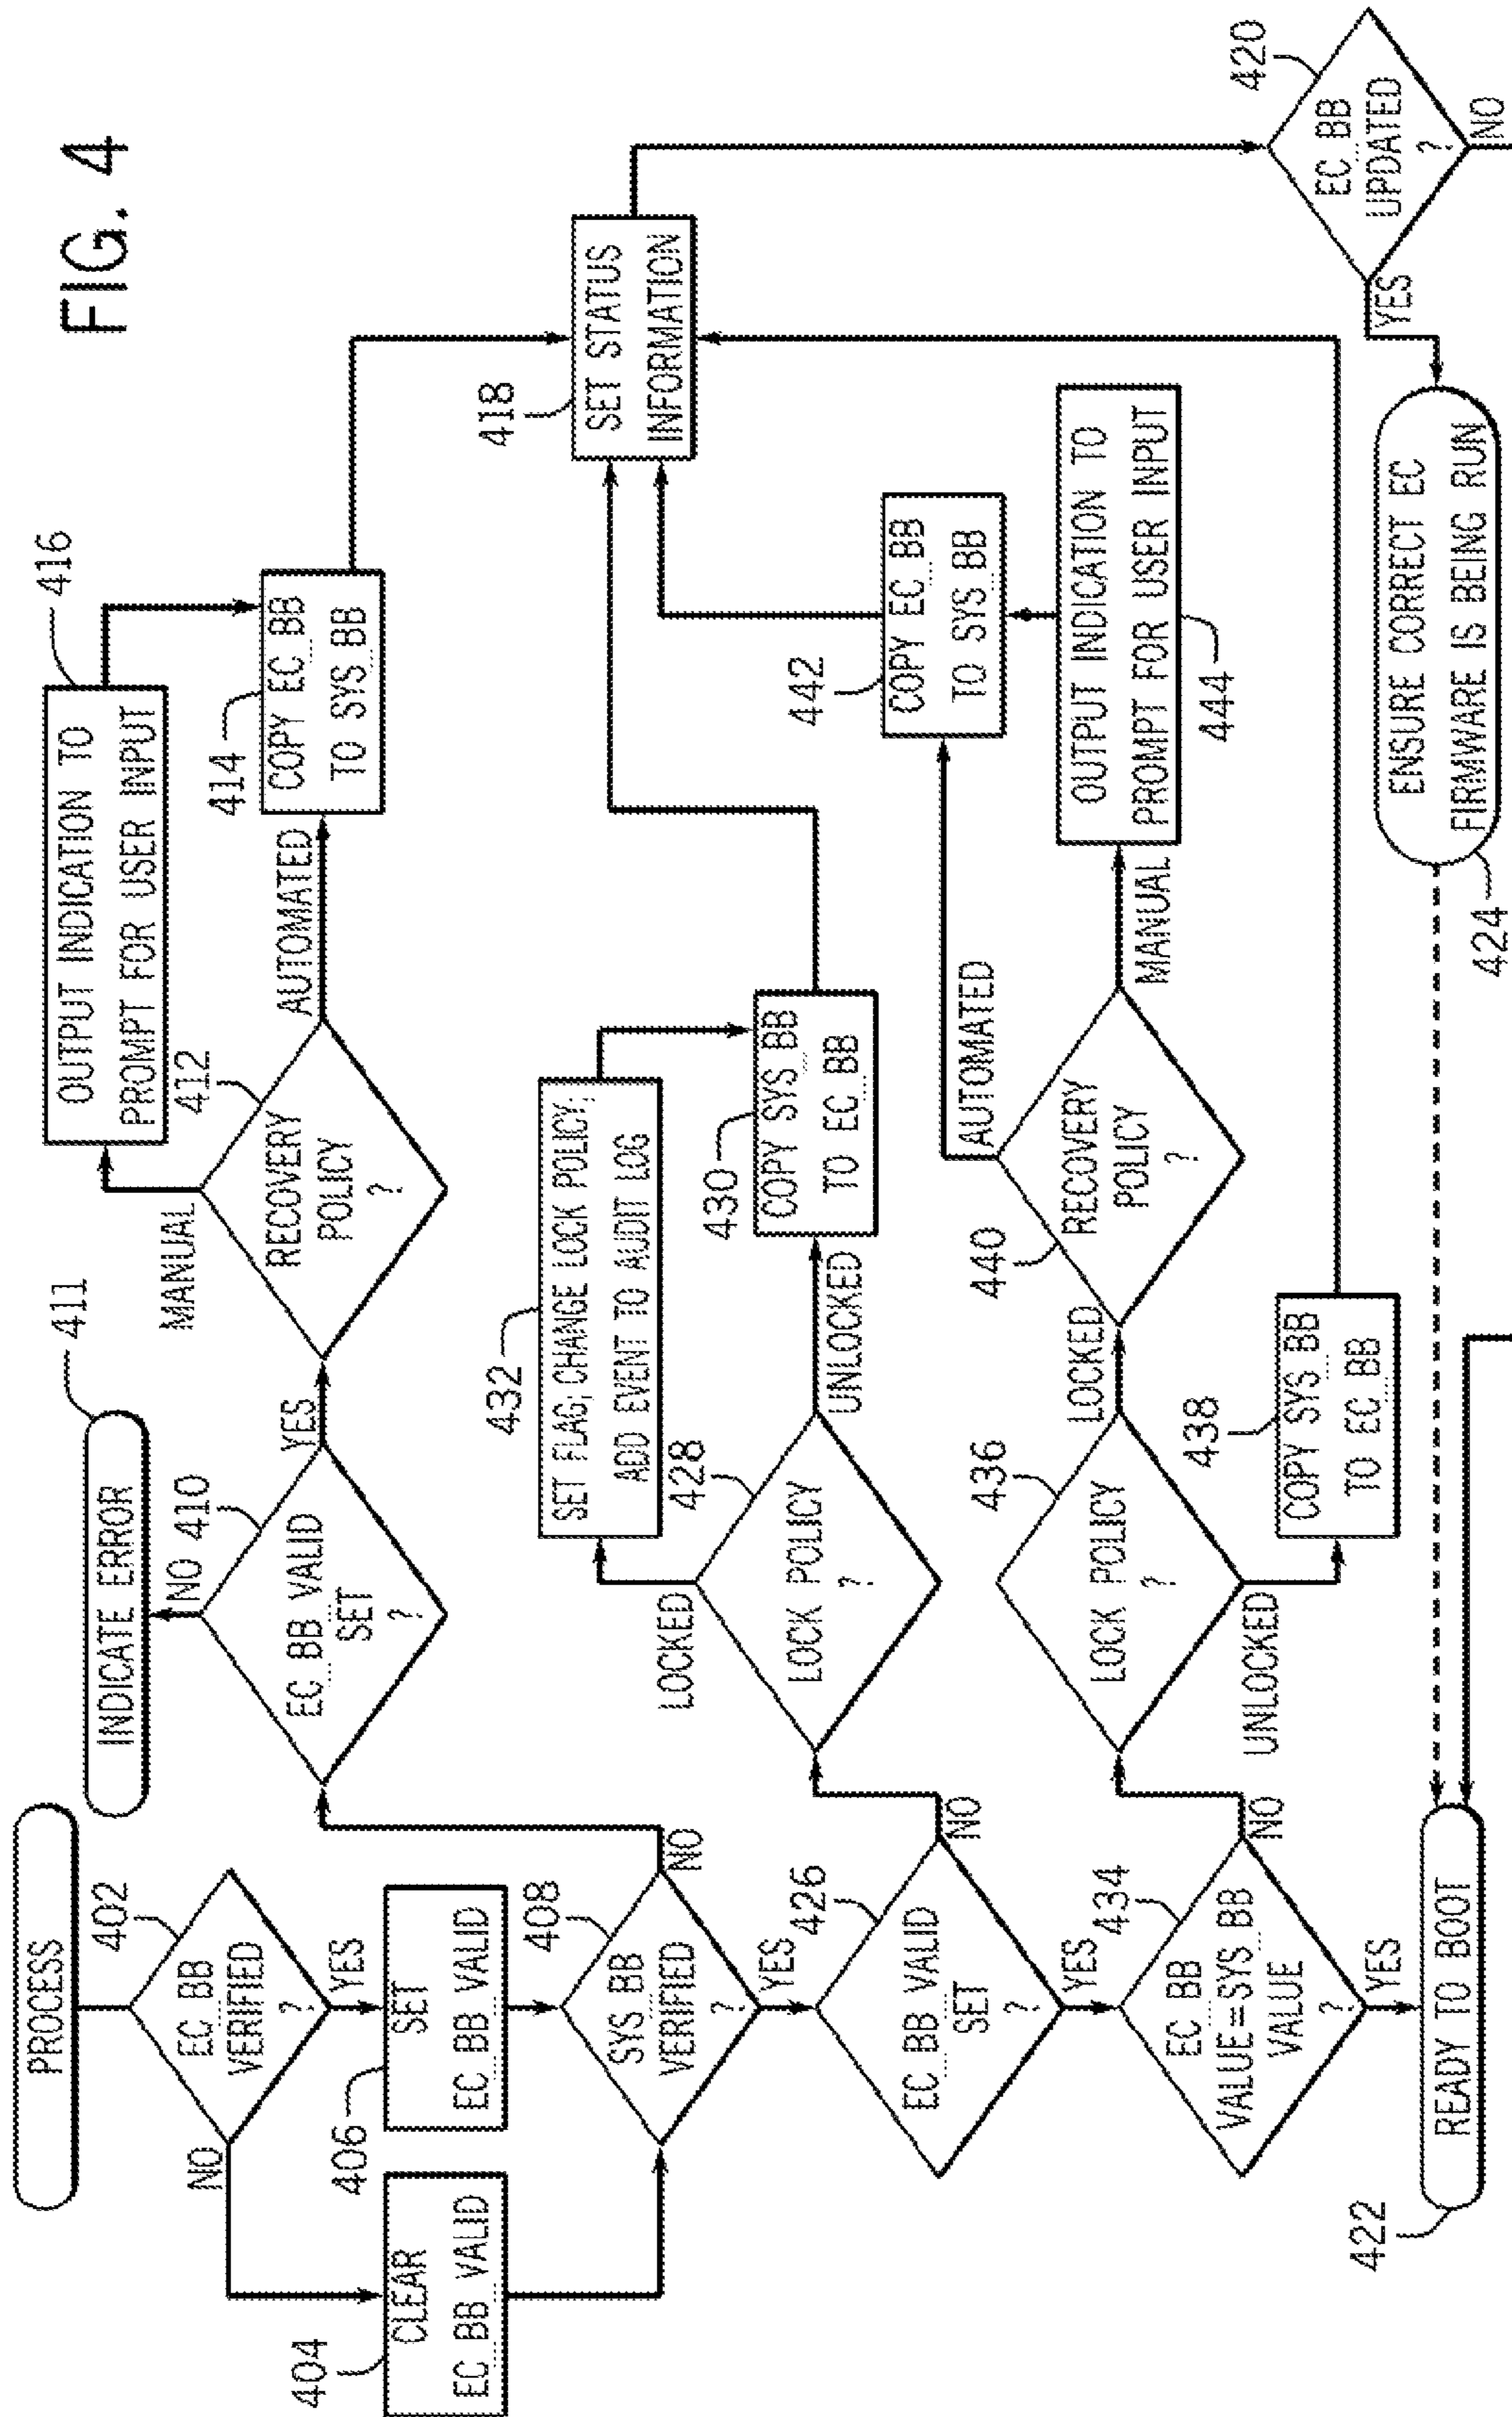 FIG. 4
PROCESS
402
EC BB
VERIFIED
?
NO
YES
404
CLEAR
EC BB VALID
406
SET
EC BB VALID
408
SYS BB
VERIFIED
?
NO
YES
410
EC BB VALID
SET
?
NO
YES
411
INDICATE ERROR
412
RECOVERY
POLICY
?
MANUAL
AUTOMATED
416
OUTPUT INDICATION TO
PROMPT FOR USER INPUT
414
COPY EC BB
TO SYS BB
418
SET STATUS
INFORMATION
426
EC BB VALID
SET
?
NO
YES
428
LOCK POLICY
?
LOCKED
UNLOCKED
432
SET FLAG; CHANGE LOCK POLICY;
ADD EVENT TO AUDIT LOG
430
COPY SYS BB
TO EC BB
434
EC BB
VALUE=SYS BB
VALUE
?
NO
YES
436
LOCK POLICY
?
LOCKED
UNLOCKED
438
COPY SYS BB
TO EC BB
440
RECOVERY
POLICY
?
AUTOMATED
MANUAL
442
COPY EC BB
TO SYS BB
444
OUTPUT INDICATION TO
PROMPT FOR USER INPUT
420
EC BB
UPDATED
?
YES
NO
424
ENSURE CORRECT EC
FIRMWARE IS BEING RUN
422
READY TO BOOT